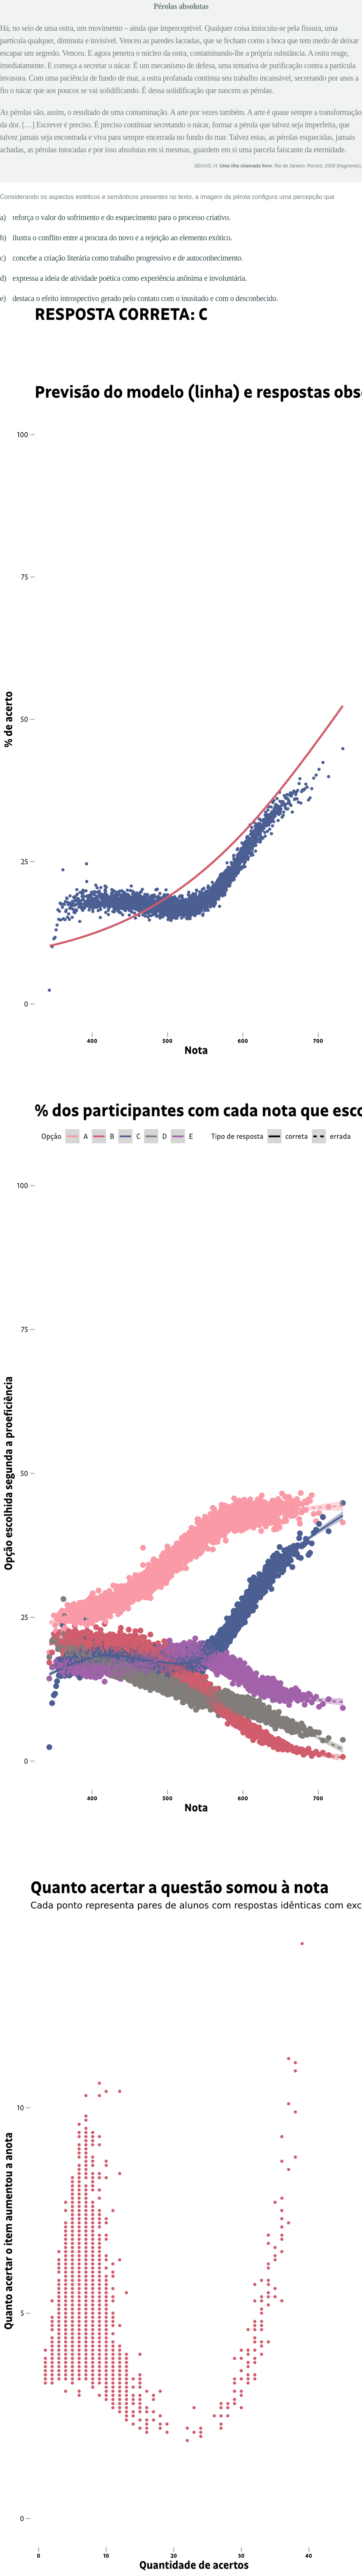 Pérolas absolutas
Há, no seio de uma ostra, um movimento – ainda que imperceptível. Qualquer coisa imiscuiu-se pela fissura, uma
partícula qualquer, diminuta e invisível. Venceu as paredes lacradas, que se fecham como a boca que tem medo de deixar
escapar um segredo. Venceu. E agora penetra o núcleo da ostra, contaminando-lhe a própria substância. A ostra reage,
imediatamente. E começa a secretar o nácar. É um mecanismo de defesa, uma tentativa de purificação contra a partícula
invasora. Com uma paciência de fundo de mar, a ostra profanada continua seu trabalho incansável, secretando por anos a
fio o nácar que aos poucos se vai solidificando. É dessa solidificação que nascem as pérolas.
As pérolas são, assim, o resultado de uma contaminação. A arte por vezes também. A arte é quase sempre a transformação
da dor. […] Escrever é preciso. É preciso continuar secretando o nácar, formar a pérola que talvez seja imperfeita, que
talvez jamais seja encontrada e viva para sempre encerrada no fundo do mar. Talvez estas, as pérolas esquecidas, jamais
achadas, as pérolas intocadas e por isso absolutas em si mesmas, guardem em si uma parcela faiscante da eternidade.
SEIXAS, H. Uma ilha chamada livro. Rio de Janeiro: Record, 2009 (fragmento).
Considerando os aspectos estéticos e semânticos presentes no texto, a imagem da pérola configura uma percepção que
a) reforça o valor do sofrimento e do esquecimento para o processo criativo.
b) ilustra o conflito entre a procura do novo e a rejeição ao elemento exótico.
c) concebe a criação literária como trabalho progressivo e de autoconhecimento.
d) expressa a ideia de atividade poética como experiência anônima e involuntária.
e) destaca o efeito introspectivo gerado pelo contato com o inusitado e com o desconhecido.
RESPOSTA CORRETA: C
Previsão do modelo (linha) e respostas obs
100
75
50
25
0
% de acerto
400 500 600 700
Nota
% dos participantes com cada nota que esco
Opção A B C D E Tipo de resposta correta errada
100
75
50
25
0
Opção escolhida segunda a proeficiência
400 500 600 700
Nota
Quanto acertar a questão somou à nota
Cada ponto representa pares de alunos com respostas idênticas com exc
10
5
0
Quanto acertar o item aumentou a anota
0 10 20 30 40
Quantidade de acertos